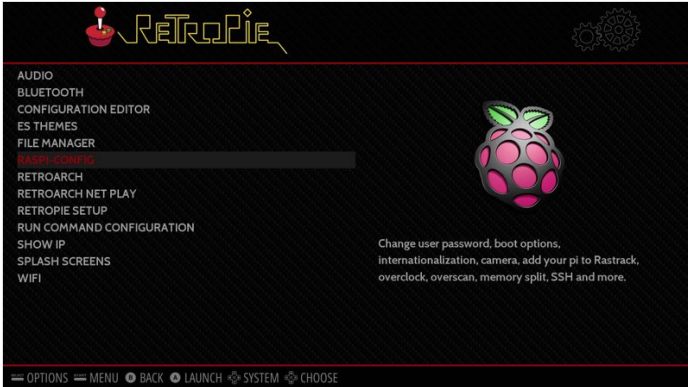 RetroPie
AUDIO
BLUETOOTH
CONFIGURATION EDITOR
ES THEMES
FILE MANAGER
RASPI-CONFIG
RETROARCH
RETROARCH NET PLAY
RETROPIE SETUP
RUN COMMAND CONFIGURATION
SHOW IP
SPLASH SCREENS
WIFI
Change user password, boot options,
internationalization, camera, add your pi to Rastrack,
overclock, overscan, memory split, SSH and more.
SELECT OPTIONS START MENU B BACK A LAUNCH SYSTEM CHOOSE